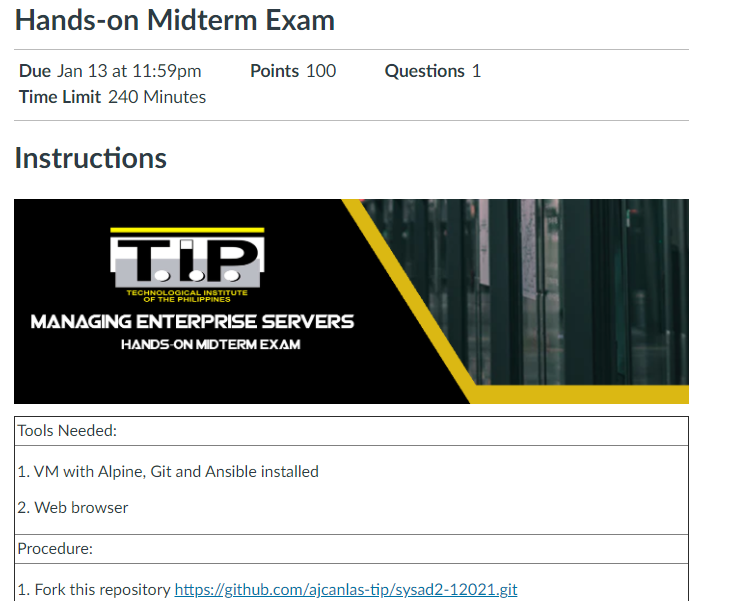 Hands-on Midterm Exam
Due Jan 13 at 11:59pm Points 100 Questions 1
Time Limit 240 Minutes
Instructions
T.I.P.
TECHNOLOGICAL INSTITUTE
OF THE PHILIPPINES
MANAGING ENTERPRISE SERVERS
HANDS-ON MIDTERM EXAM
Tools Needed:
1. VM with Alpine, Git and Ansible installed
2. Web browser
Procedure:
1. Fork this repository https://github.com/ajcanlas-tip/sysad2-12021.git